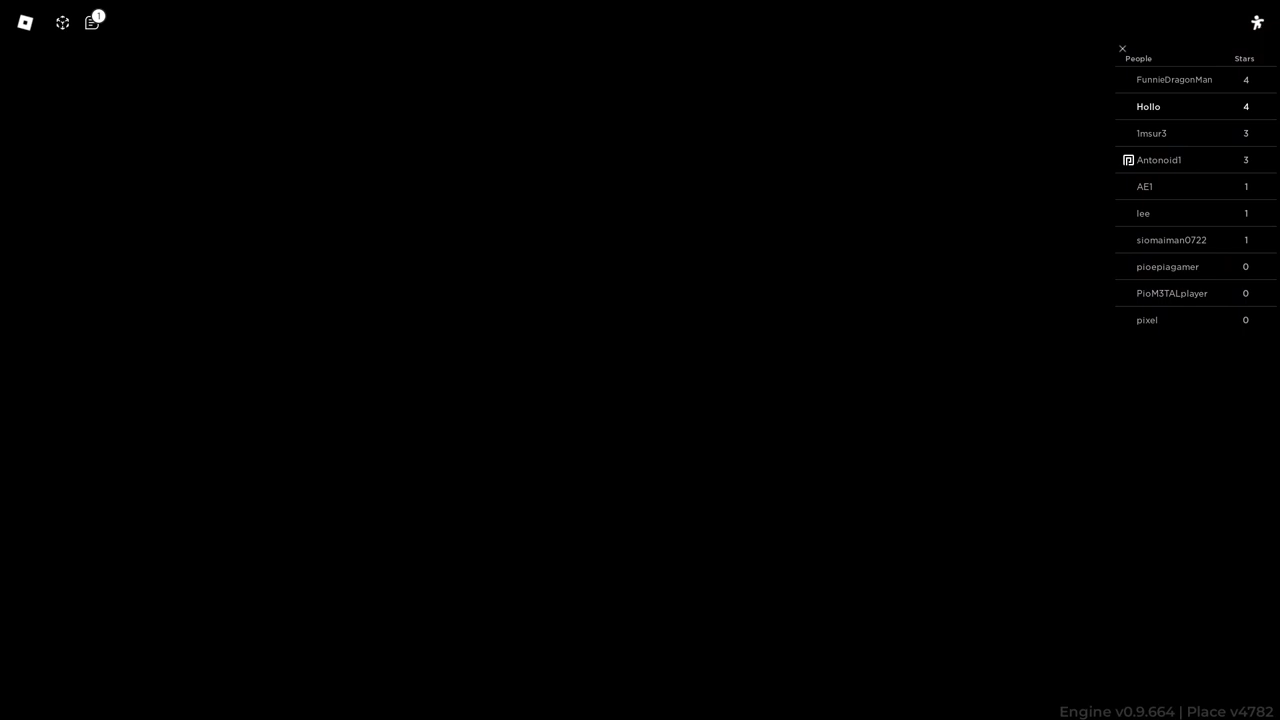 1
People Stars
FunnieDragonMan 4
Hollo 4
1msur3 3
Antonoid1 3
AE1 1
lee 1
siomaiman0722 1
pioepiagamer 0
PioM3TALplayer 0
pixel 0
Engine v0.9.664 | Place v4782